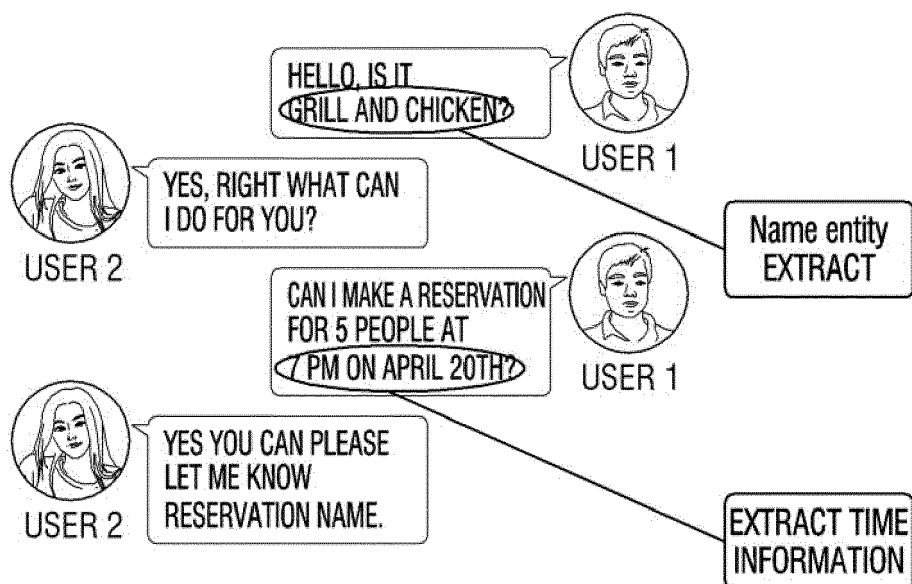 HELLO, IS IT
GRILL AND CHICKEN?
USER 1
YES, RIGHT WHAT CAN
I DO FOR YOU?
USER 2
Name entity
EXTRACT
CAN I MAKE A RESERVATION
FOR 5 PEOPLE AT
7 PM ON APRIL 20TH?
USER 1
YES YOU CAN PLEASE
LET ME KNOW
RESERVATION NAME.
USER 2
EXTRACT TIME
INFORMATION